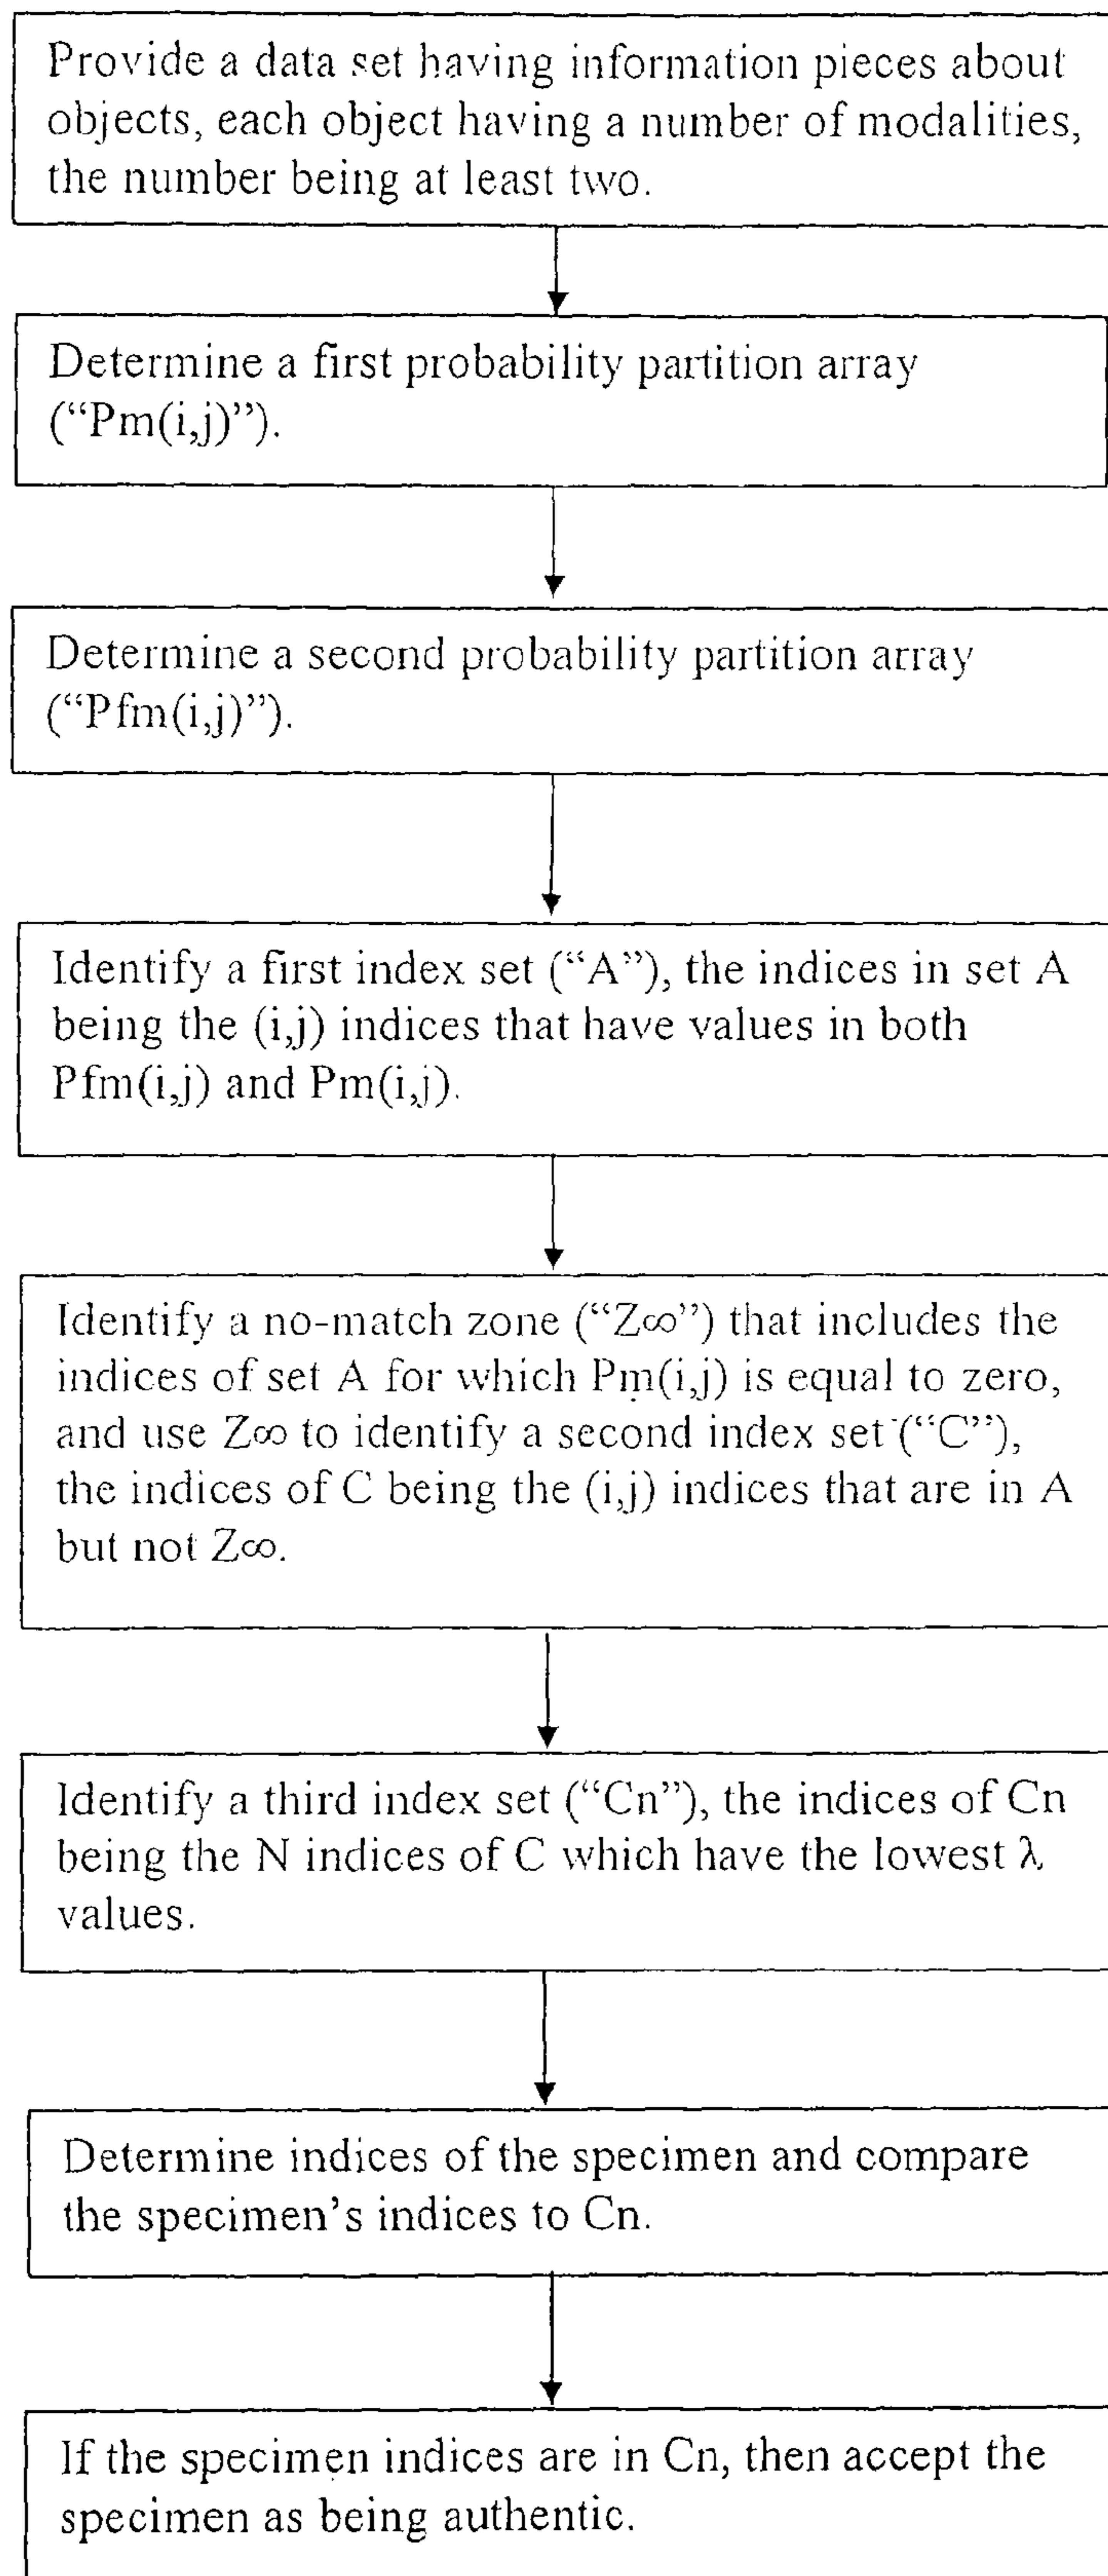 Provide a data set having information pieces about
objects, each object having a number of modalities,
the number being at least two.
Determine a first probability partition array
(“Pm(i,j)”).
Determine a second probability partition array
(“Pfm(i,j)”).
Identify a first index set (“A”), the indices in set A
being the (i,j) indices that have values in both
Pfm(i,j) and Pm(i,j).
Identify a no-match zone (“Z∞”) that includes the
indices of set A for which Pm(i,j) is equal to zero,
and use Z∞ to identify a second index set (“C”),
the indices of C being the (i,j) indices that are in A
but not Z∞.
Identify a third index set (“Cn”), the indices of Cn
being the N indices of C which have the lowest λ
values.
Determine indices of the specimen and compare
the specimen’s indices to Cn.
If the specimen indices are in Cn, then accept the
specimen as being authentic.